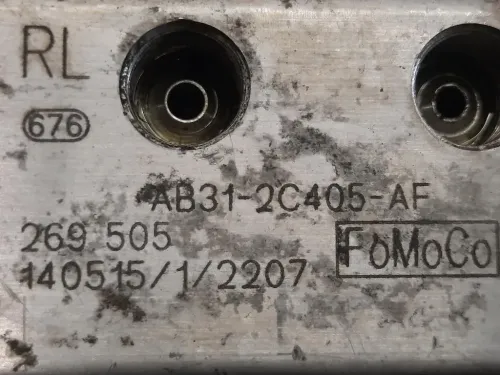 RL
676
AB31-2C405-AF
269 505
FoMoCo
140515/1/2207